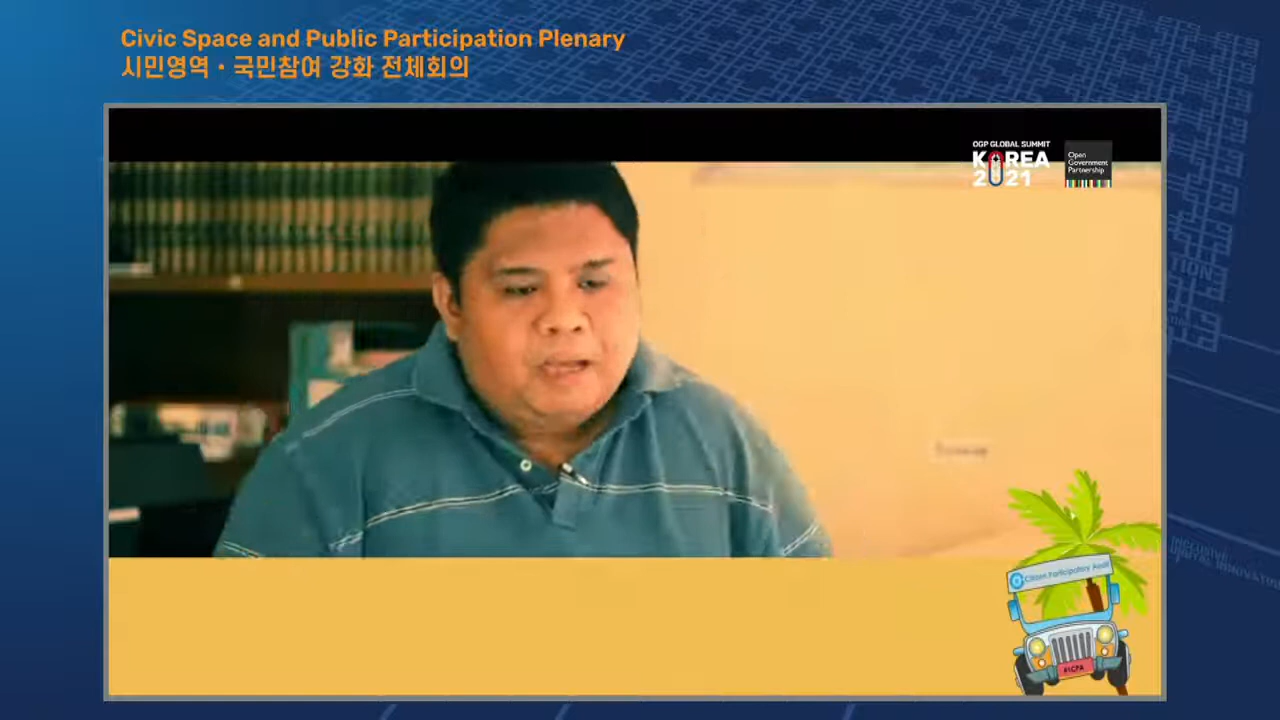 Civic Space and Public Participation Plenary
시민영역 · 국민참여 강화 전체회의
OGP GLOBAL SUMMIT
KOREA
2021
Open
Government
Partnership
Citizen Participatory Audit
#ICPA